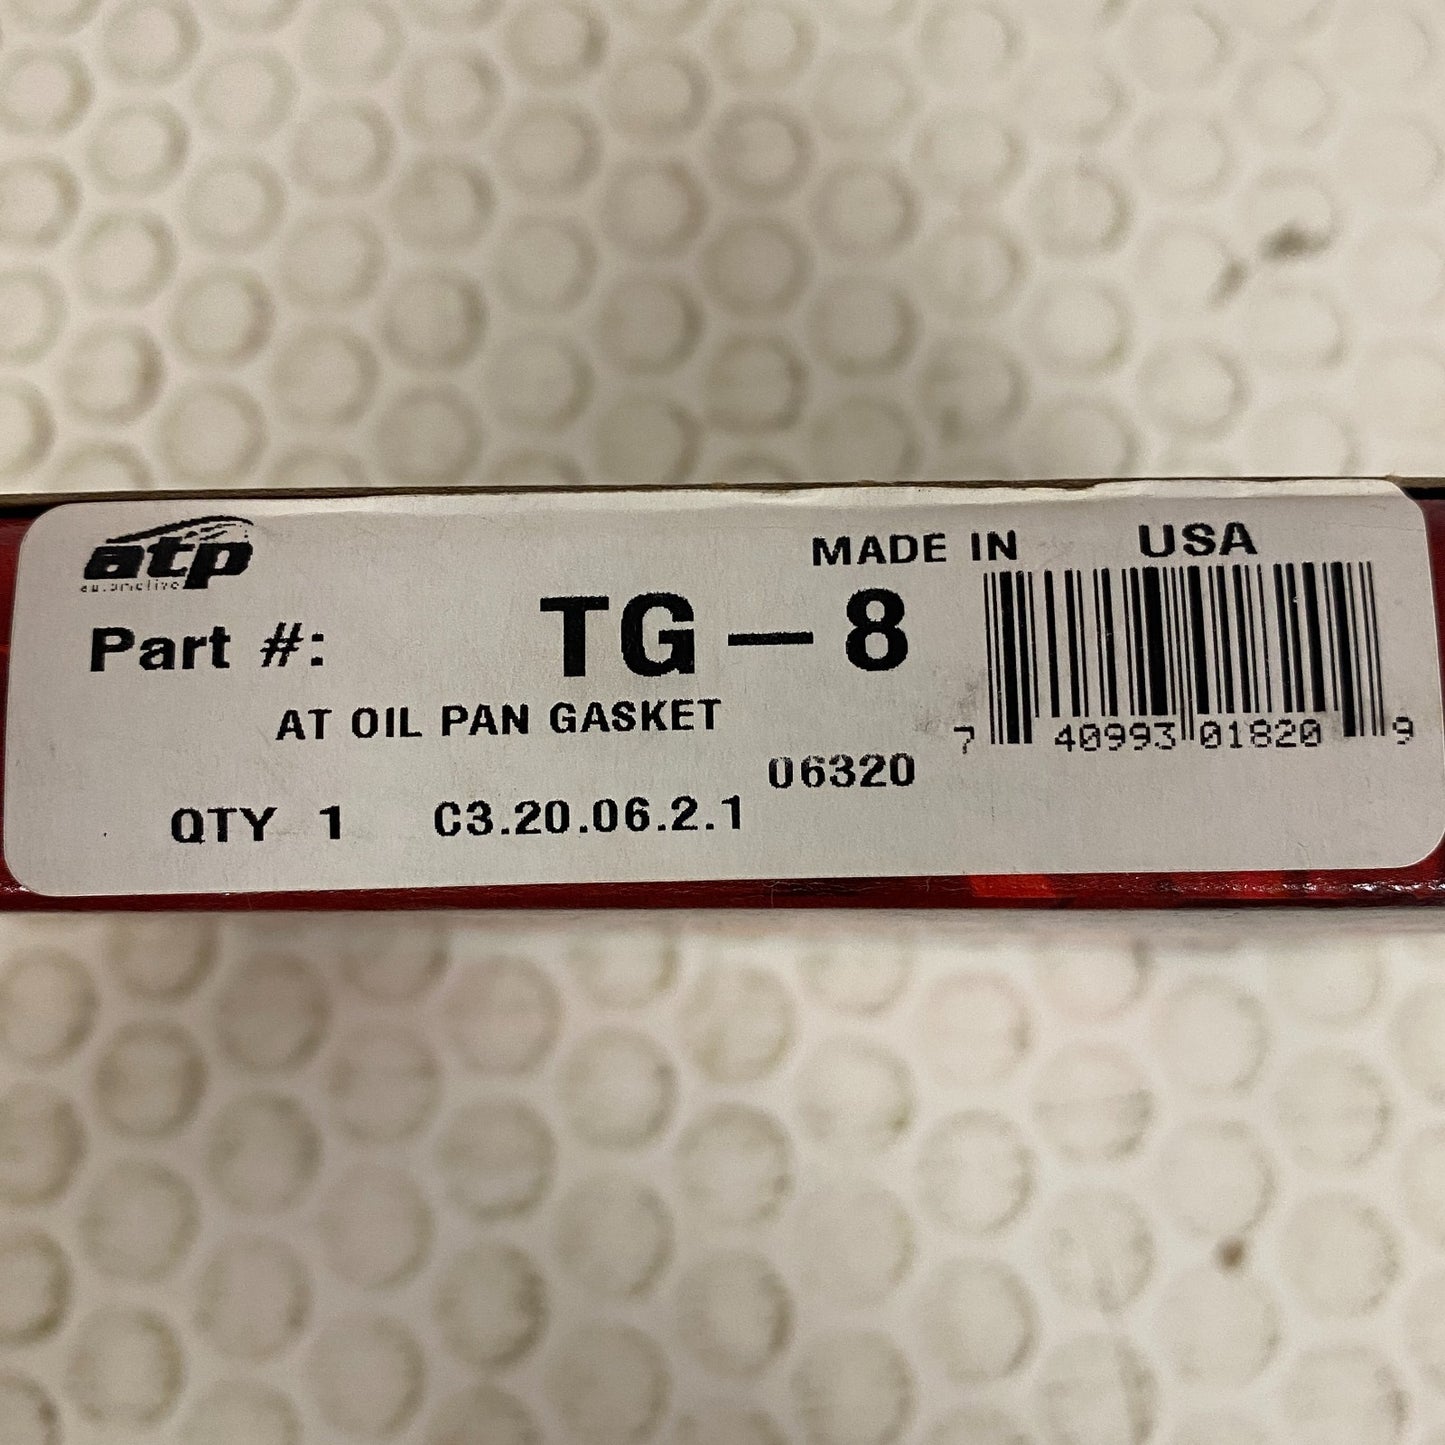 atp
automotive
MADE IN USA
Part #: TG-8
AT OIL PAN GASKET
7 40993 01820 9
06320
QTY 1 C3.20.06.2.1